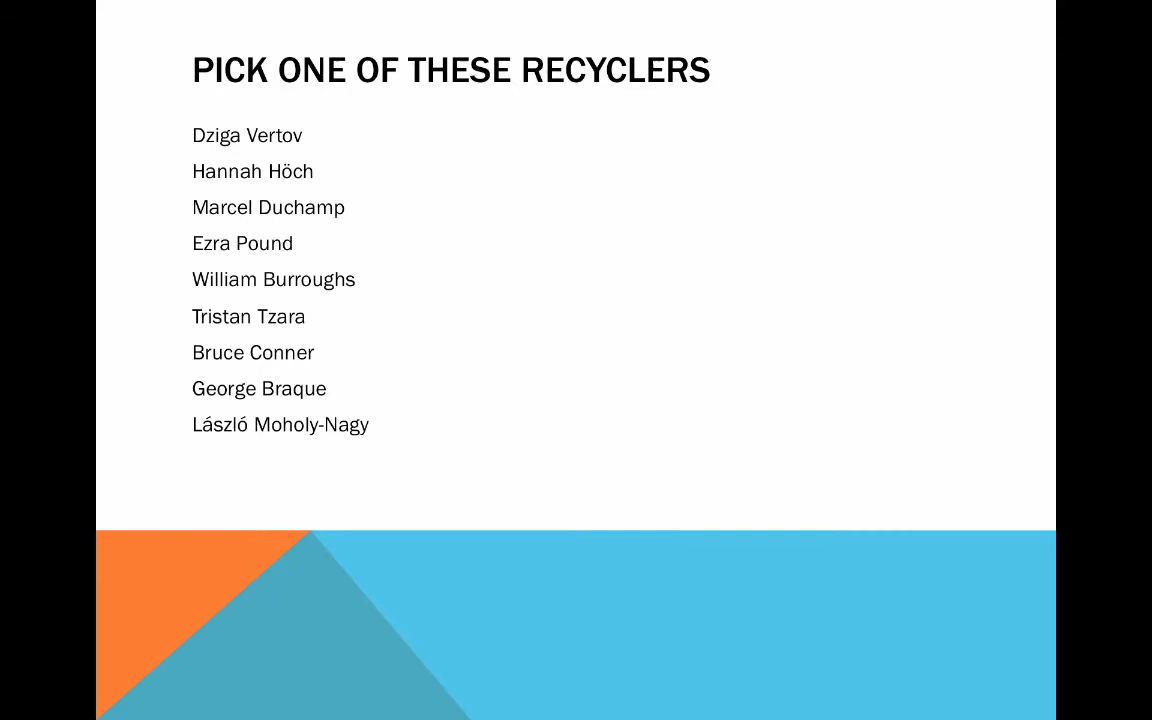 PICK ONE OF THESE RECYCLERS
Dziga Vertov
Hannah Höch
Marcel Duchamp
Ezra Pound
William Burroughs
Tristan Tzara
Bruce Conner
George Braque
László Moholy-Nagy